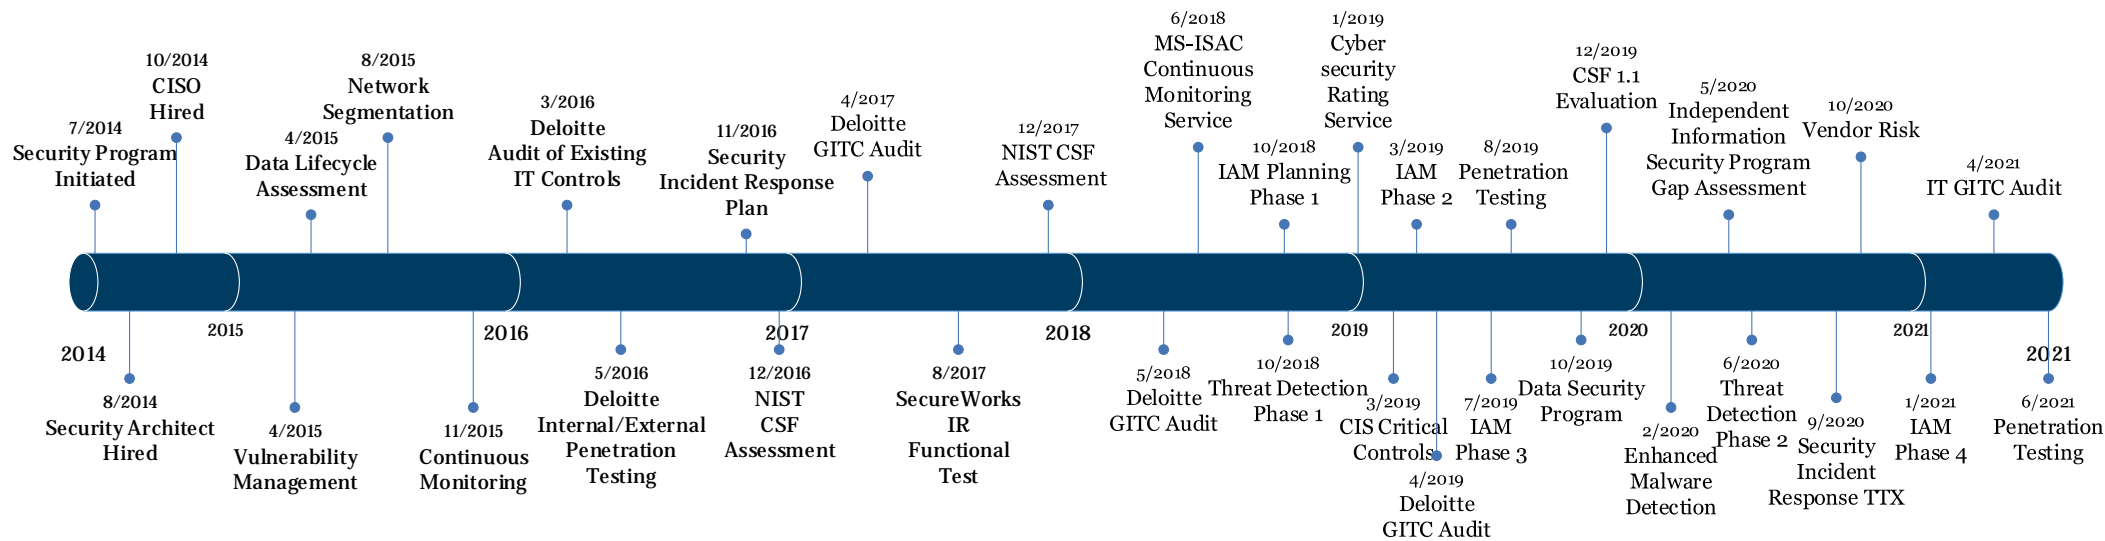 7/2014
Security Program
Initiated
10/2014
CISO
Hired
4/2015
Data Lifecycle
Assessment
8/2015
Network
Segmentation
3/2016
Deloitte
Audit of Existing
IT Controls
11/2016
Security
Incident Response
Plan
4/2017
Deloitte
GITC Audit
12/2017
NIST CSF
Assessment
6/2018
MS-ISAC
Continuous
Monitoring
Service
10/2018
IAM Planning
Phase 1
1/2019
Cyber
security
Rating
Service
3/2019
IAM
Phase 2
8/2019
Penetration
Testing
12/2019
CSF 1.1
Evaluation
5/2020
Independent
Information
Security Program
Gap Assessment
10/2020
Vendor Risk
4/2021
IT GITC Audit
2014
2015
2016
2017
2018
2019
2020
2021
2021
8/2014
Security Architect
Hired
4/2015
Vulnerability
Management
11/2015
Continuous
Monitoring
5/2016
Deloitte
Internal/External
Penetration
Testing
12/2016
NIST
CSF
Assessment
8/2017
SecureWorks
IR
Functional
Test
5/2018
Deloitte
GITC Audit
10/2018
Threat Detection
Phase 1
3/2019
CIS Critical
Controls
4/2019
Deloitte
GITC Audit
7/2019
IAM
Phase 3
10/2019
Data Security
Program
2/2020
Enhanced
Malware
Detection
6/2020
Threat
Detection
Phase 2
9/2020
Security
Incident
Response TTX
1/2021
IAM
Phase 4
6/2021
Penetration
Testing